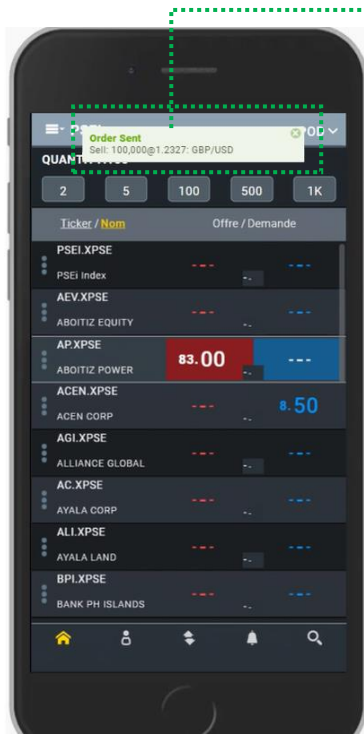 Order Sent
Sell: 100,000@1.2327: GBP/USD
2 5 100 500 1K
Ticker / Nom Offre / Demande
PSEI.XPSE
--- ---
PSEi Index
-.
AEV.XPSE
--- ---
ABOITIZ EQUITY
-.
AP.XPSE
83.00 ---
ABOITIZ POWER
-.
ACEN.XPSE
--- 8.50
ACEN CORP
-.
AGI.XPSE
--- ---
ALLIANCE GLOBAL
-.
AC.XPSE
--- ---
AYALA CORP
-.
ALI.XPSE
--- ---
AYALA LAND
-.
BPI.XPSE
--- ---
BANK PH ISLANDS
-.